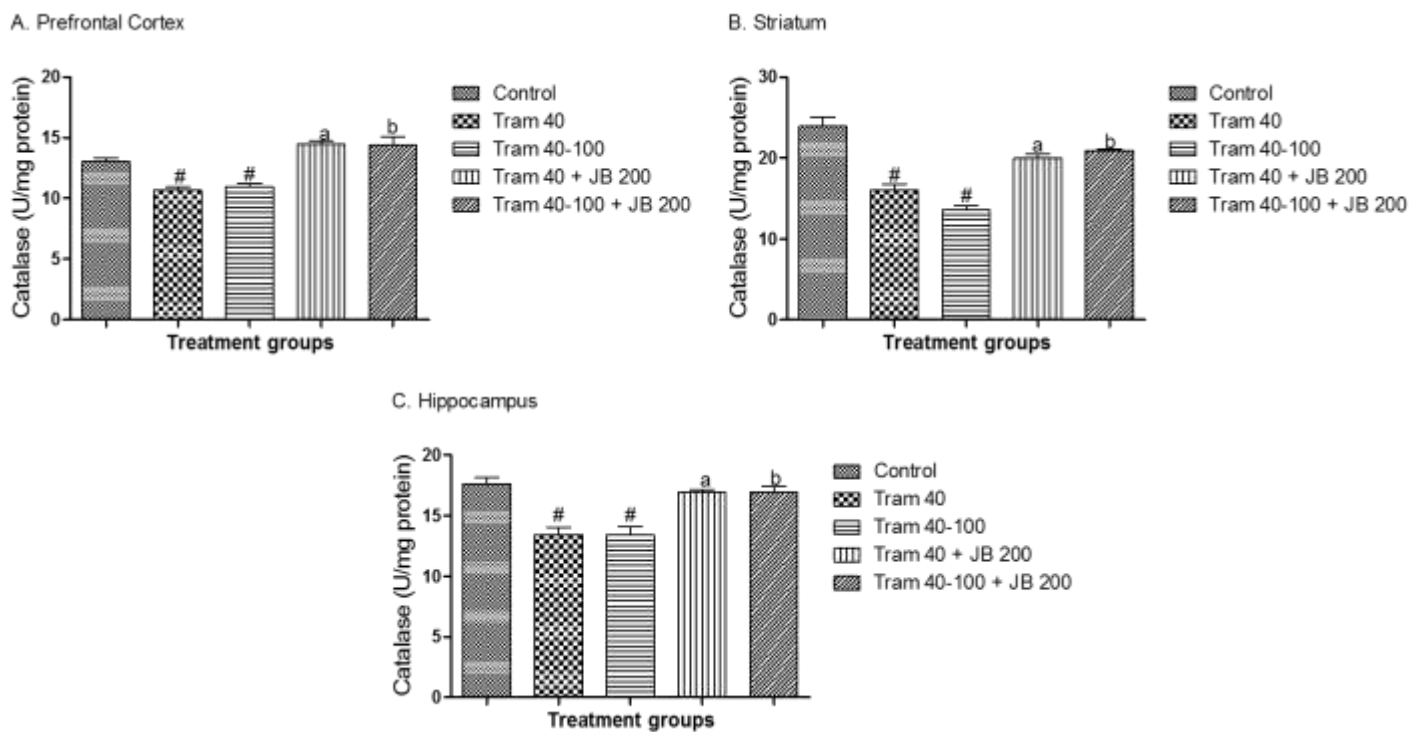 A. Prefrontal Cortex
Catalase (U/mg protein)
20
15
10
5
0
#
#
a
b
Treatment groups
Control
Tram 40
Tram 40-100
Tram 40 + JB 200
Tram 40-100 + JB 200
B. Striatum
Catalase (U/mg protein)
30
20
10
0
#
#
a
b
Treatment groups
Control
Tram 40
Tram 40-100
Tram 40 + JB 200
Tram 40-100 + JB 200
C. Hippocampus
Catalase (U/mg protein)
20
15
10
5
0
#
#
a
b
Treatment groups
Control
Tram 40
Tram 40-100
Tram 40 + JB 200
Tram 40-100 + JB 200